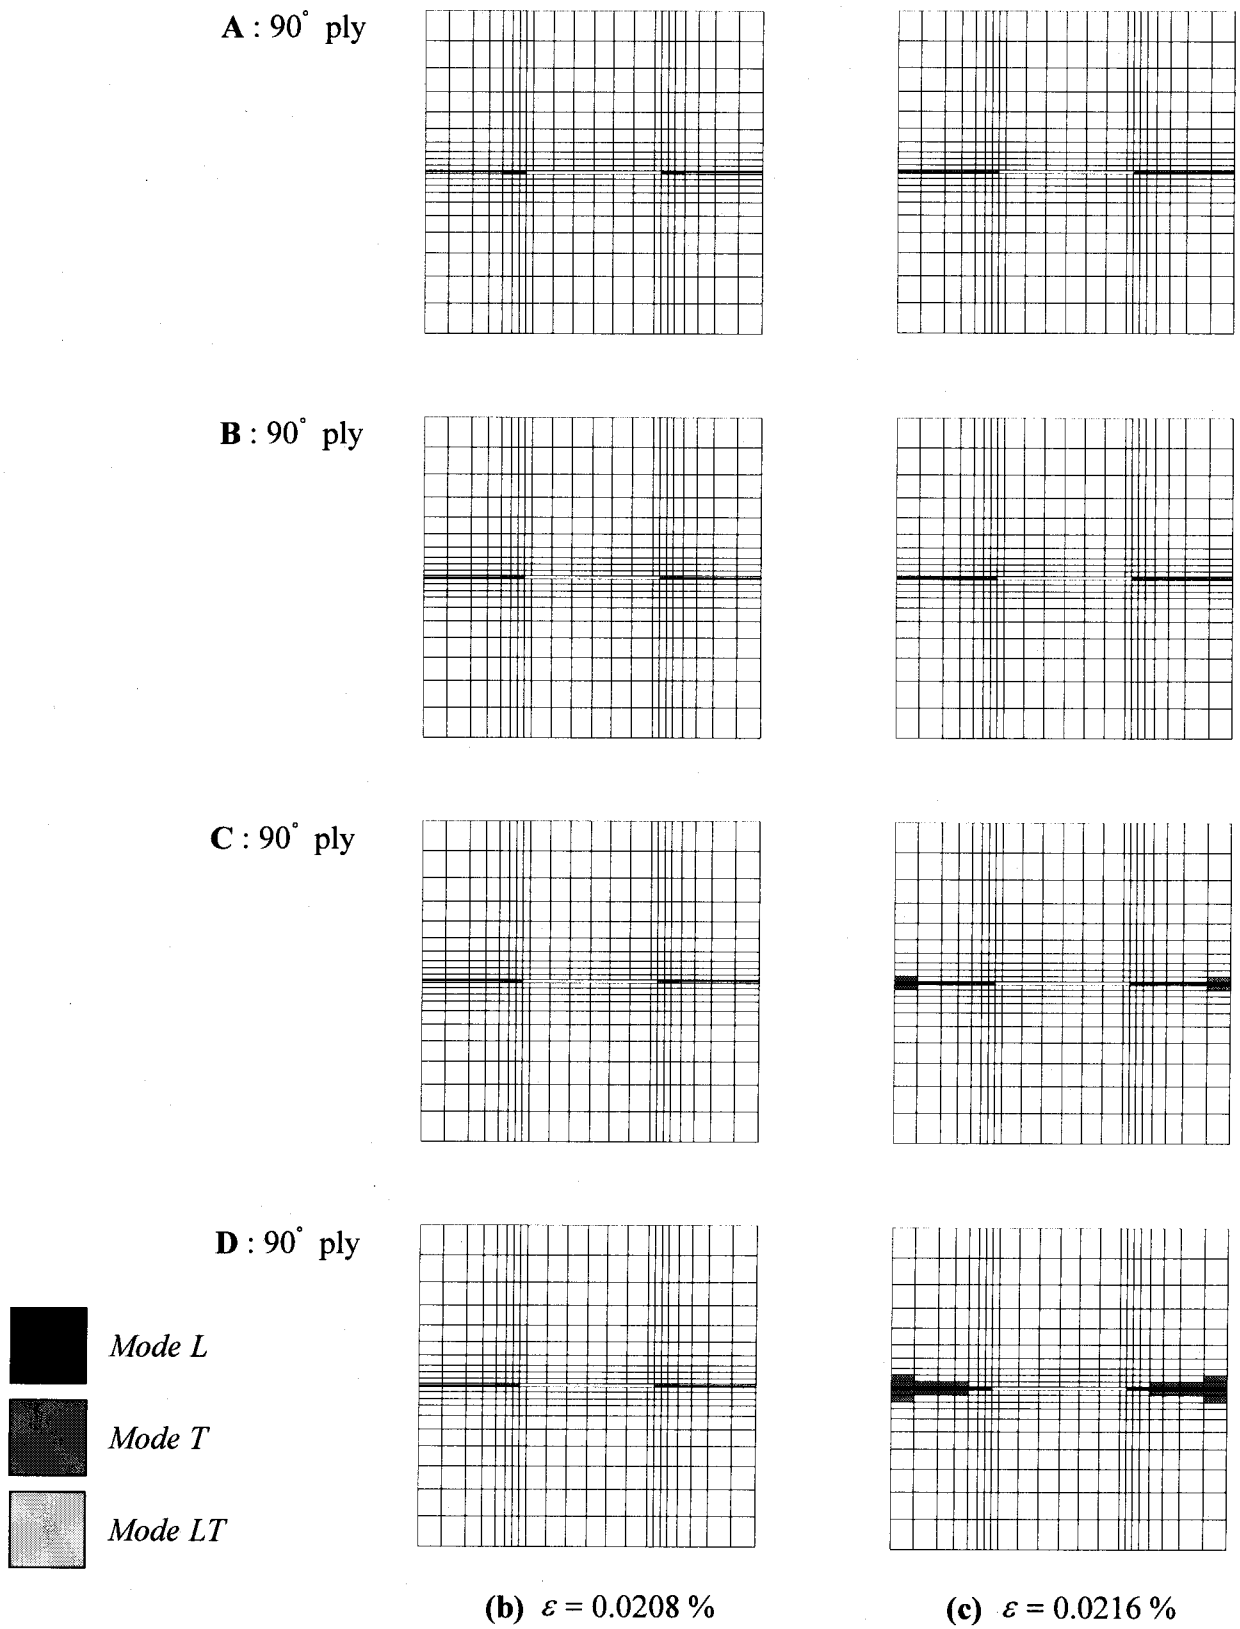 A : 90° ply
B : 90° ply
C : 90° ply
D : 90° ply
Mode L
Mode T
Mode LT
(b) ε = 0.0208 %
(c) ε = 0.0216 %